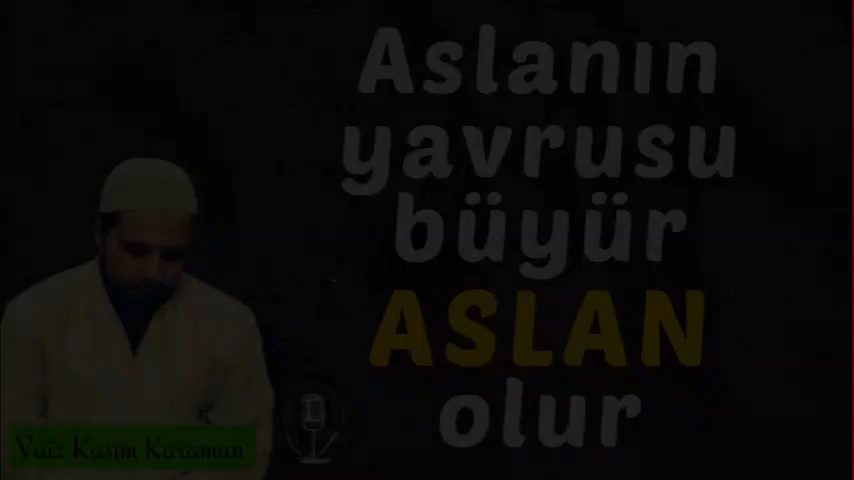 Aslanın
yavrusu
büyür
ASLAN
olur
Vaiz Kasım Karaman